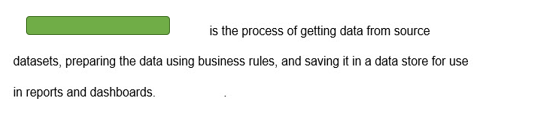 is the process of getting data from source
datasets, preparing the data using business rules, and saving it in a data store for use
in reports and dashboards.